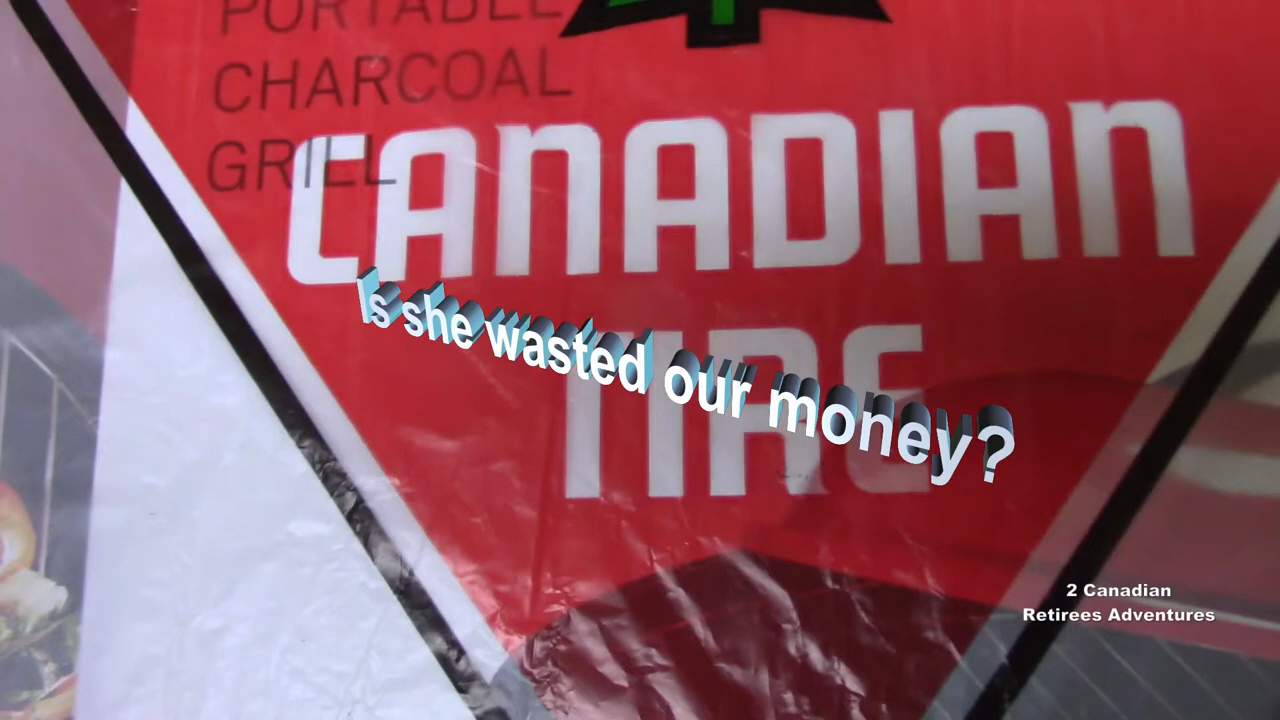 PORTABLE
CHARCOAL
GRILL
CANADIAN
TIRE
Is she wasted our money?
2 Canadian
Retirees Adventures